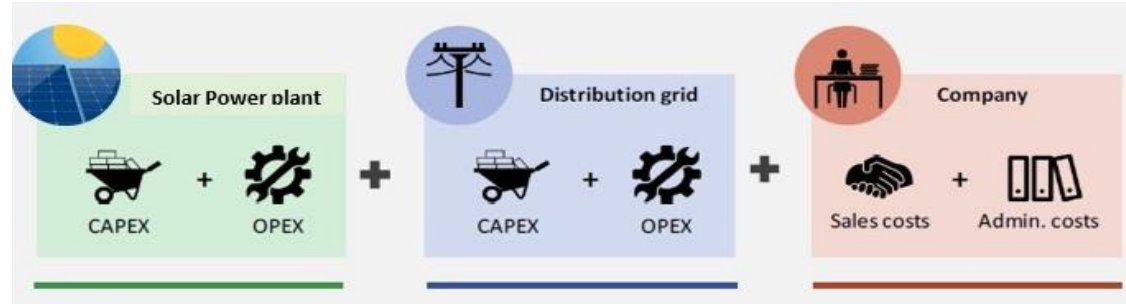 Solar Power plant
Distribution grid
Company
+
+
+
+
+
CAPEX
OPEX
CAPEX
OPEX
Sales costs
Admin. costs